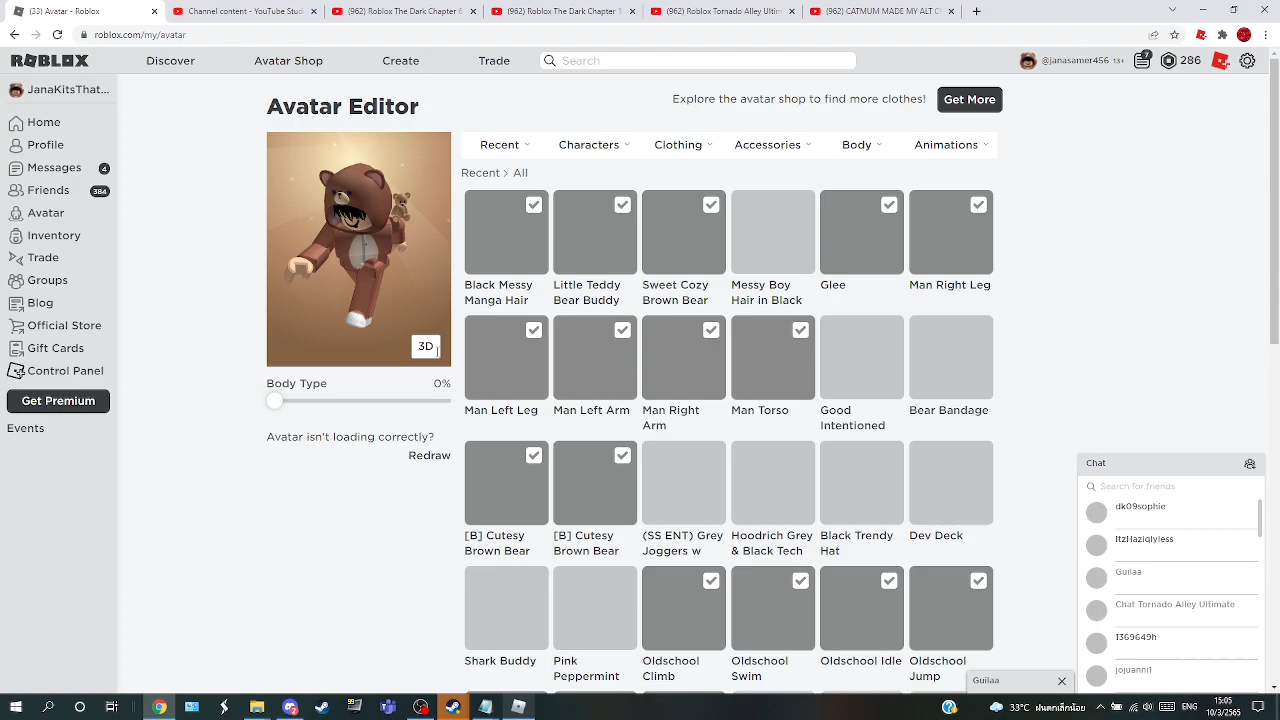 (33) Avatar - Roblox
Channel content - YouTube Stud
(962) Roblox The Dark Chapter 6
(962) Roblox The Dark Chapter 1
(962) Roblox Tornado Alley Ultim
(962) CATMUM MADE MY ALT C
roblox.com/my/avatar
ROBLOX
Discover
Avatar Shop
Create
Trade
Search
@janasamer456 13+
7
286
JanaKitsThat...
Home
Profile
Messages 4
Friends 384
Avatar
Inventory
Trade
Groups
Blog
Official Store
Gift Cards
Control Panel
Get Premium
Events
Avatar Editor
Explore the avatar shop to find more clothes!
Get More
3D
Body Type 0%
Avatar isn't loading correctly?
Redraw
Recent
Characters
Clothing
Accessories
Body
Animations
Recent > All
Black Messy Manga Hair
Little Teddy Bear Buddy
Sweet Cozy Brown Bear
Messy Boy Hair in Black
Glee
Man Right Leg
Man Left Leg
Man Left Arm
Man Right Arm
Man Torso
Good Intentioned
Bear Bandage
[B] Cutesy Brown Bear
[B] Cutesy Brown Bear
(SS ENT) Grey Joggers w
Hoodrich Grey & Black Tech
Black Trendy Hat
Dev Deck
Shark Buddy
Pink Peppermint
Oldschool Climb
Oldschool Swim
Oldschool Idle
Oldschool Jump
Chat
Search for friends
dk09sophie
ItzHaziqIyless
Guilaa
Chat Tornado Alley Ultimate
1369649h
jojuanni1
Guilaa
33°C
15:05
10/3/2565